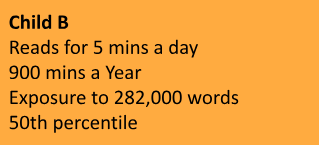 Child B
Reads for 5 mins a day
900 mins a Year
Exposure to 282,000 words
50th percentile